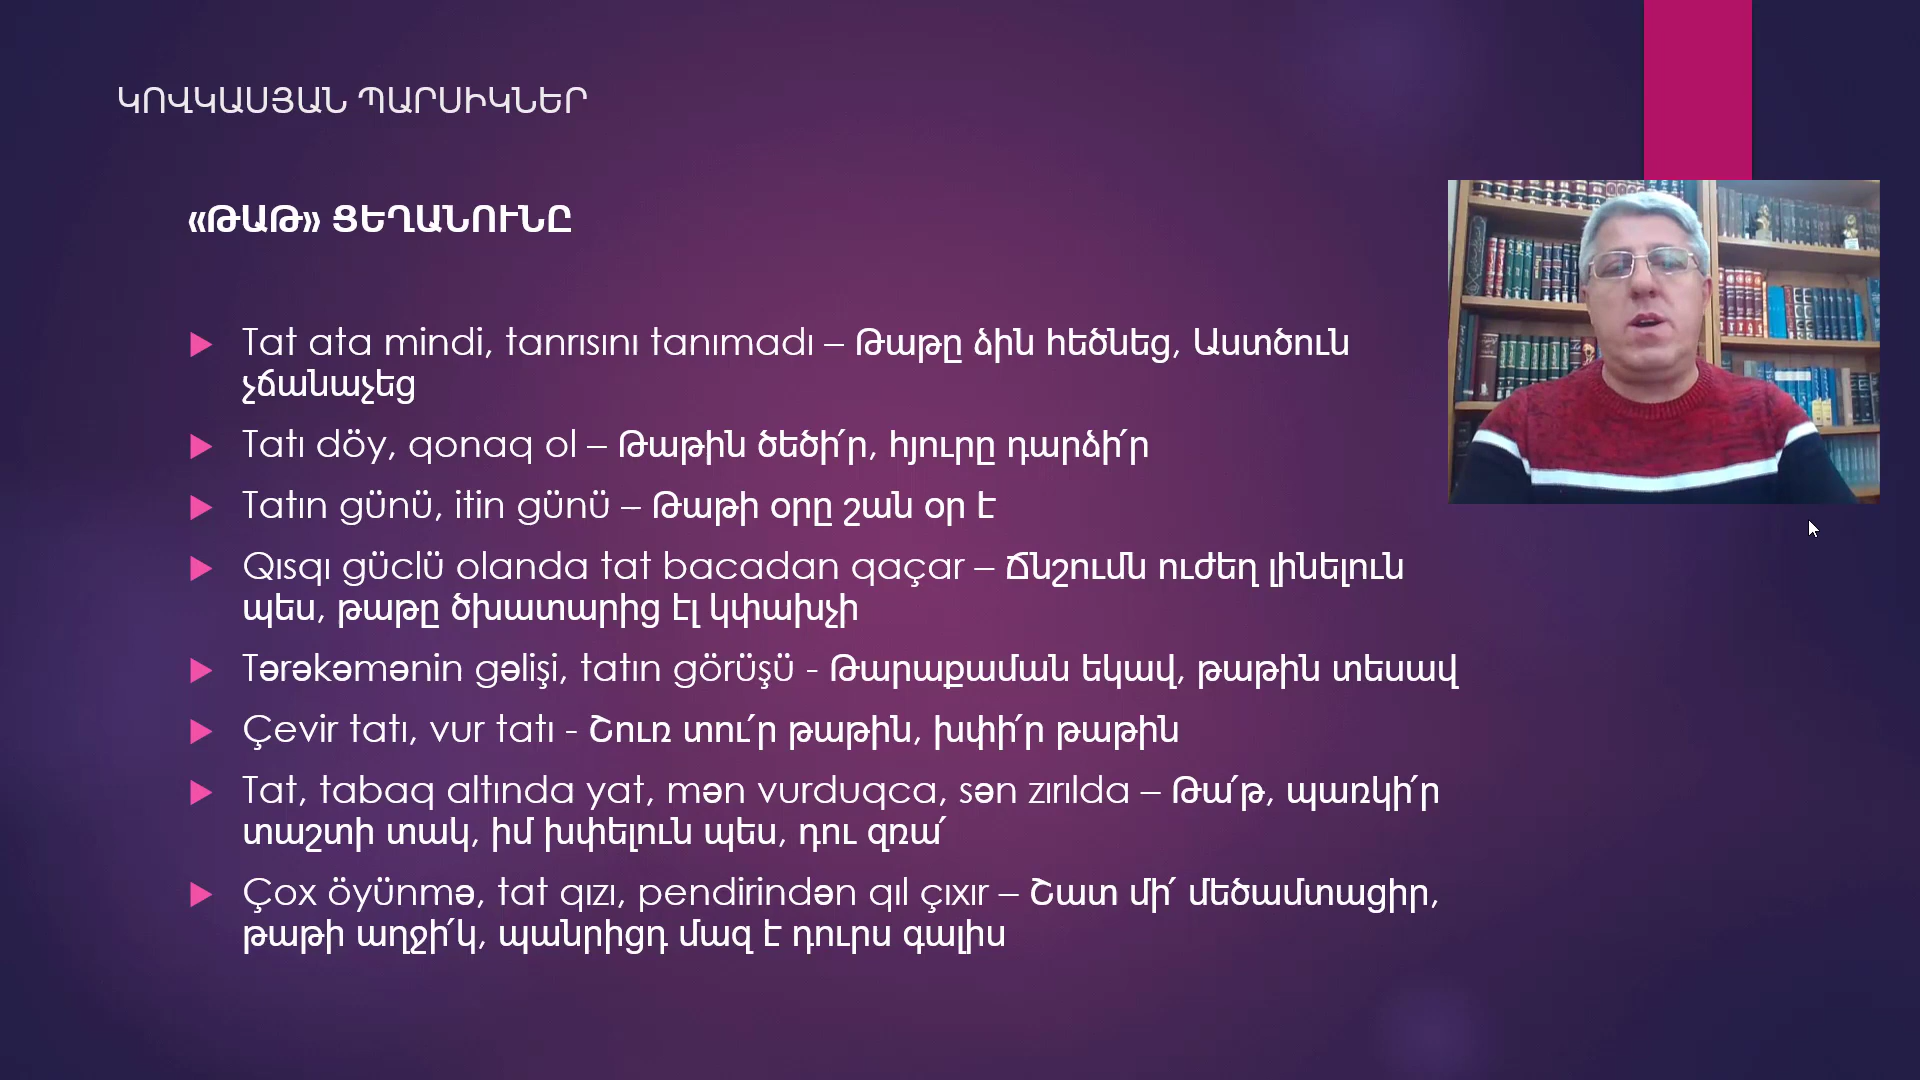 ԿՈՎԿԱՍՅԱՆ ՊԱՐՍԻԿՆԵՐ
«ԹԱԹ» ՑԵՂԱՆՈՒՆԸ
Tat ata mindi, tanrısını tanımadı – Թաթը ձին հեծնեց, Աստծուն
չճանաչեց
Tatı döy, qonaq ol – Թաթին ծեծի՛ր, հյուրը դարձի՛ր
Tatın günü, itin günü – Թաթի օրը շան օր է
Qısqı güclü olanda tat bacadan qaçar – Ճնշումն ուժեղ լինելուն
պես, թաթը ծխատարից էլ կփախչի
Tərəkəmənin gəlişi, tatın görüşü - Թարաքաման եկավ, թաթին տեսավ
Çevir tatı, vur tatı - Շուռ տու՛ր թաթին, խփի՛ր թաթին
Tat, tabaq altında yat, mən vurduqca, sən zırılda – Թա՛թ, պառկի՛ր
տաշտի տակ, իմ խփելուն պես, դու զռա՛
Çox öyünmə, tat qızı, pendirindən qıl çıxır – Շատ մի՛ մեծամտացիր,
թաթի աղջի՛կ, պանրիցդ մազ է դուրս գալիս